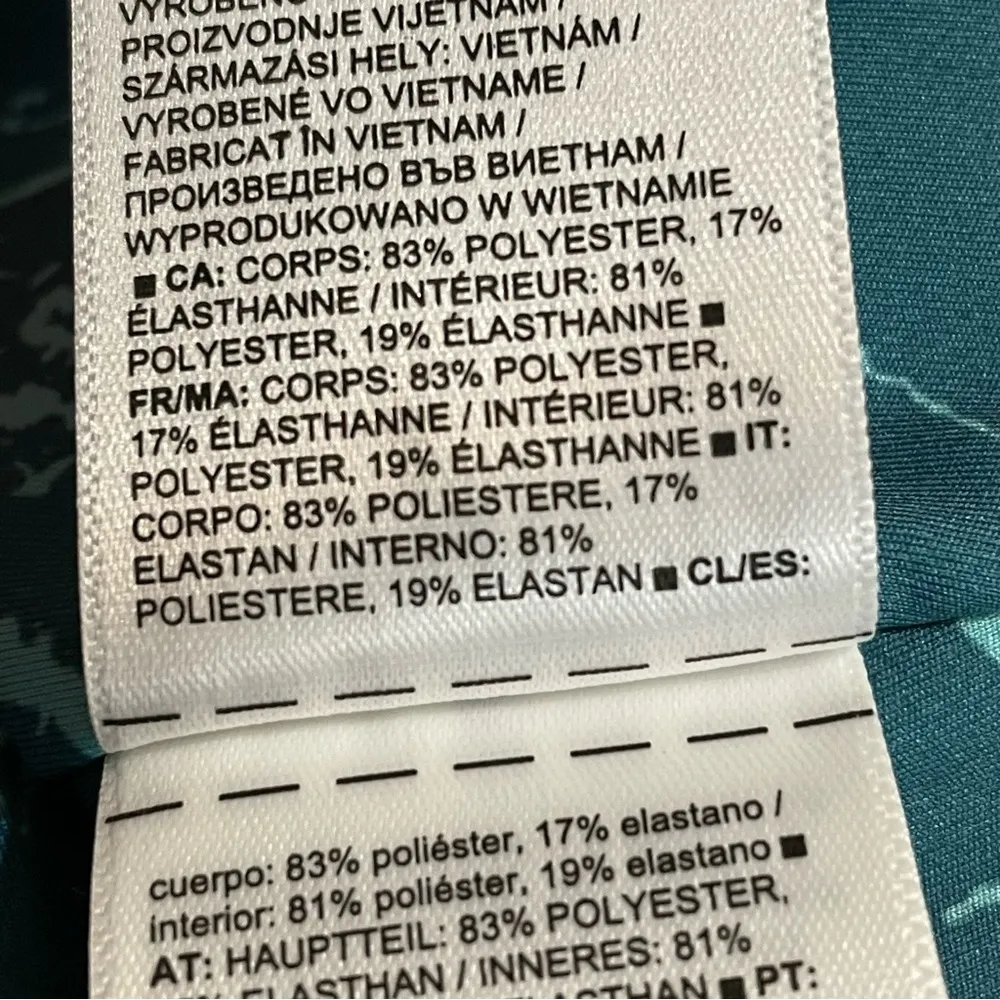 VYROBENO
PROIZVODNJE VIJETNAM /
SZÁRMAZÁSI HELY: VIETNÁM /
VYROBENÉ VO VIETNAME /
FABRICAT ÎN VIETNAM /
ПРОИЗВЕДЕНО ВЪВ ВИЕТНАМ /
WYPRODUKOWANO W WIETNAMIE
■ CA: CORPS: 83% POLYESTER, 17%
ÉLASTHANNE / INTÉRIEUR: 81%
POLYESTER, 19% ÉLASTHANNE ■
FR/MA: CORPS: 83% POLYESTER,
17% ÉLASTHANNE / INTÉRIEUR: 81%
POLYESTER, 19% ÉLASTHANNE ■ IT:
CORPO: 83% POLIESTERE, 17%
ELASTAN / INTERNO: 81%
POLIESTERE, 19% ELASTAN ■ CL/ES:
cuerpo: 83% poliéster, 17% elastano /
interior: 81% poliéster, 19% elastano ■
AT: HAUPTTEIL: 83% POLYESTER,
ELASTHAN / INNERES: 81%
■ PT: